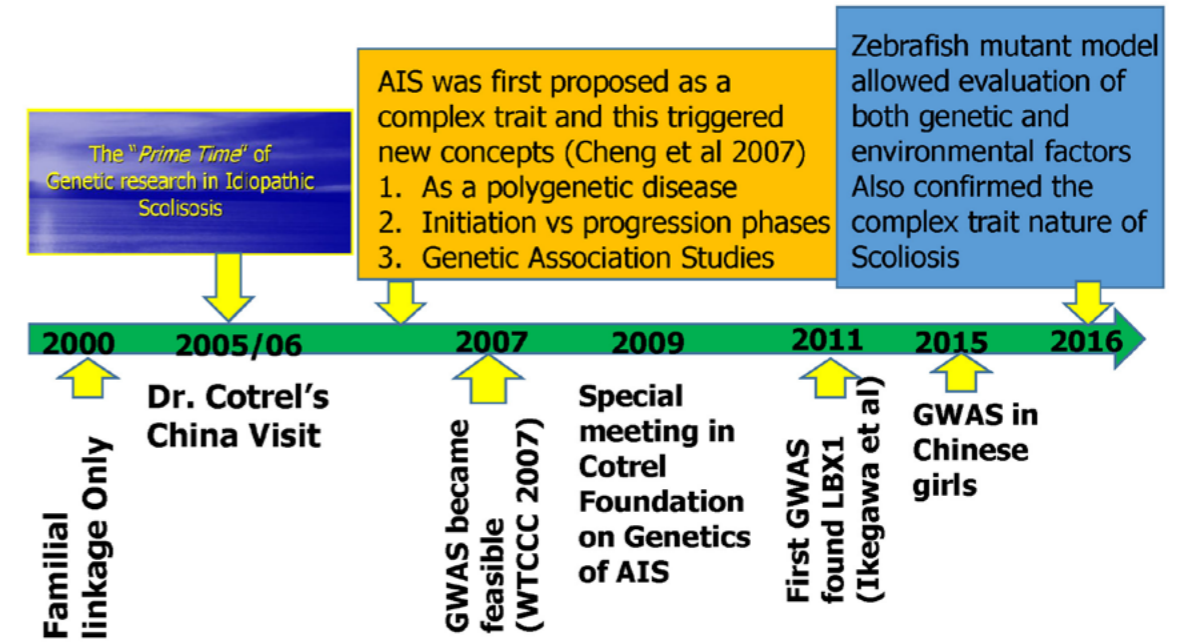 The "Prime Time" of
Genetic research in Idiopathic
Scolisosis
AIS was first proposed as a
complex trait and this triggered
new concepts (Cheng et al 2007)
1. As a polygenetic disease
2. Initiation vs progression phases
3. Genetic Association Studies
Zebrafish mutant model
allowed evaluation of
both genetic and
environmental factors
Also confirmed the
complex trait nature of
Scoliosis
2000
2005/06
2007
2009
2011
2015
2016
Familial
linkage Only
Dr. Cotrel's
China Visit
GWAS became
feasible
(WTCCC 2007)
Special
meeting in
Cotrel
Foundation
on Genetics
of AIS
First GWAS
found LBX1
(Ikegawa et al)
GWAS in
Chinese
girls